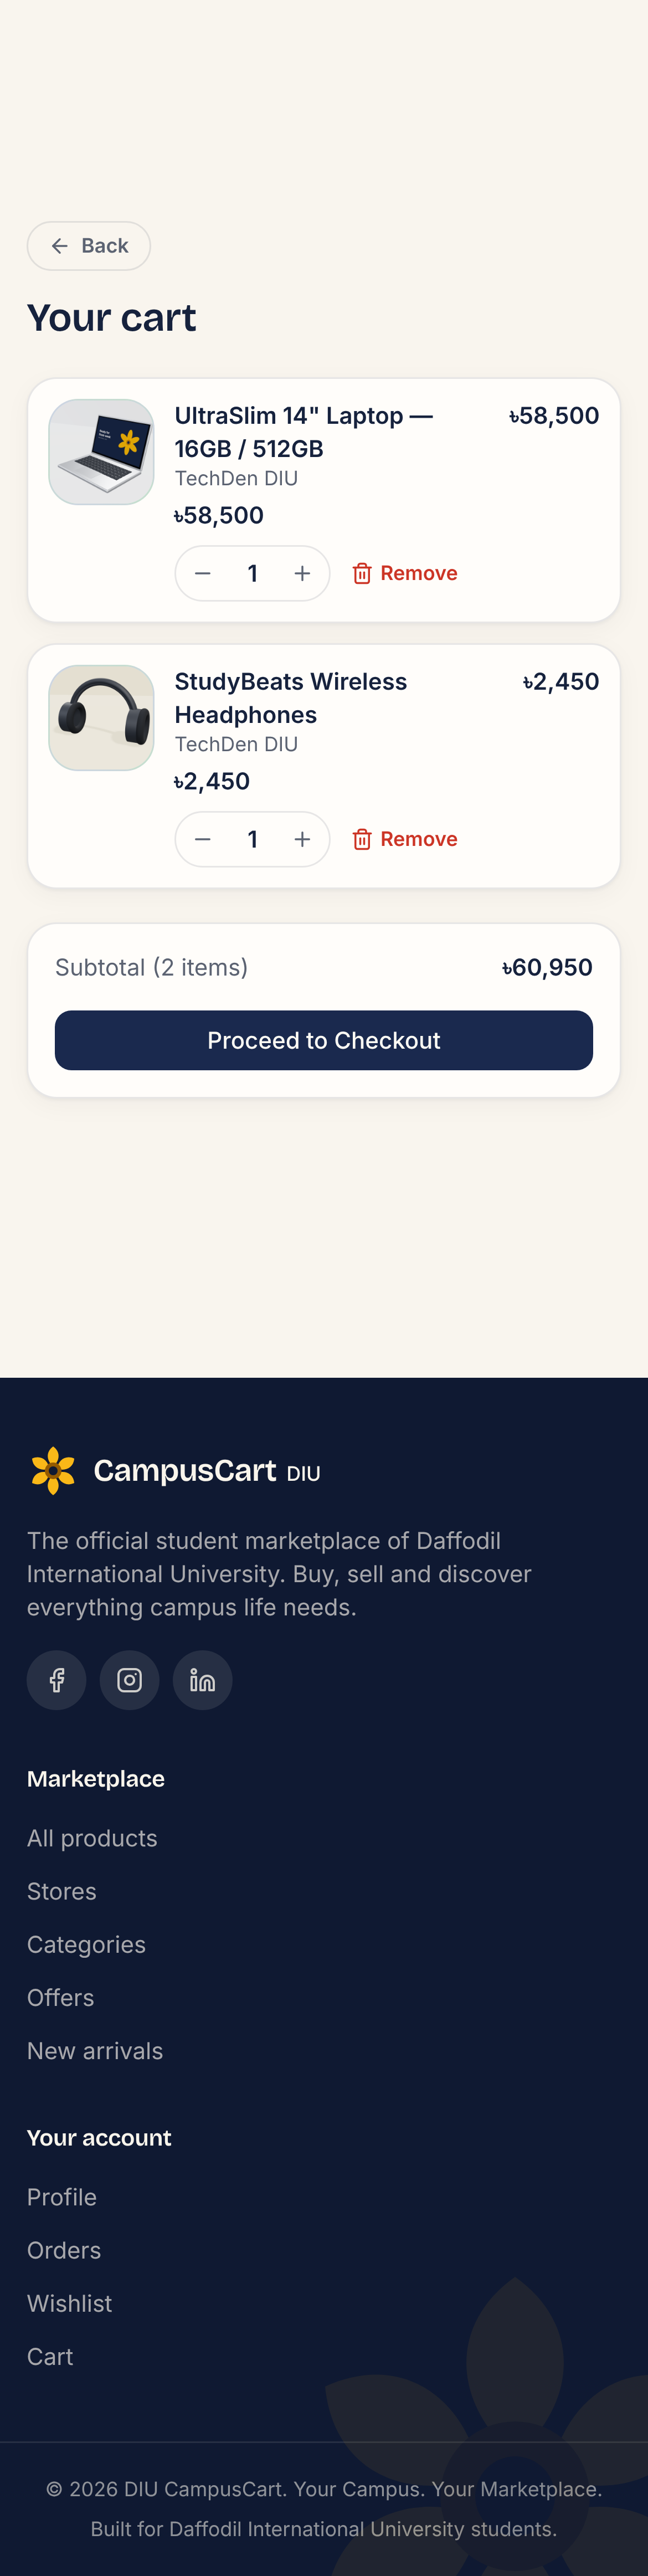 Back
Your cart
UltraSlim 14" Laptop — ৳58,500
16GB / 512GB
TechDen DIU
৳58,500
1 Remove
StudyBeats Wireless ৳2,450
Headphones
TechDen DIU
৳2,450
1 Remove
Subtotal (2 items) ৳60,950
Proceed to Checkout
CampusCart DIU
The official student marketplace of Daffodil
International University. Buy, sell and discover
everything campus life needs.
Marketplace
All products
Stores
Categories
Offers
New arrivals
Your account
Profile
Orders
Wishlist
Cart
© 2026 DIU CampusCart. Your Campus. Your Marketplace.
Built for Daffodil International University students.